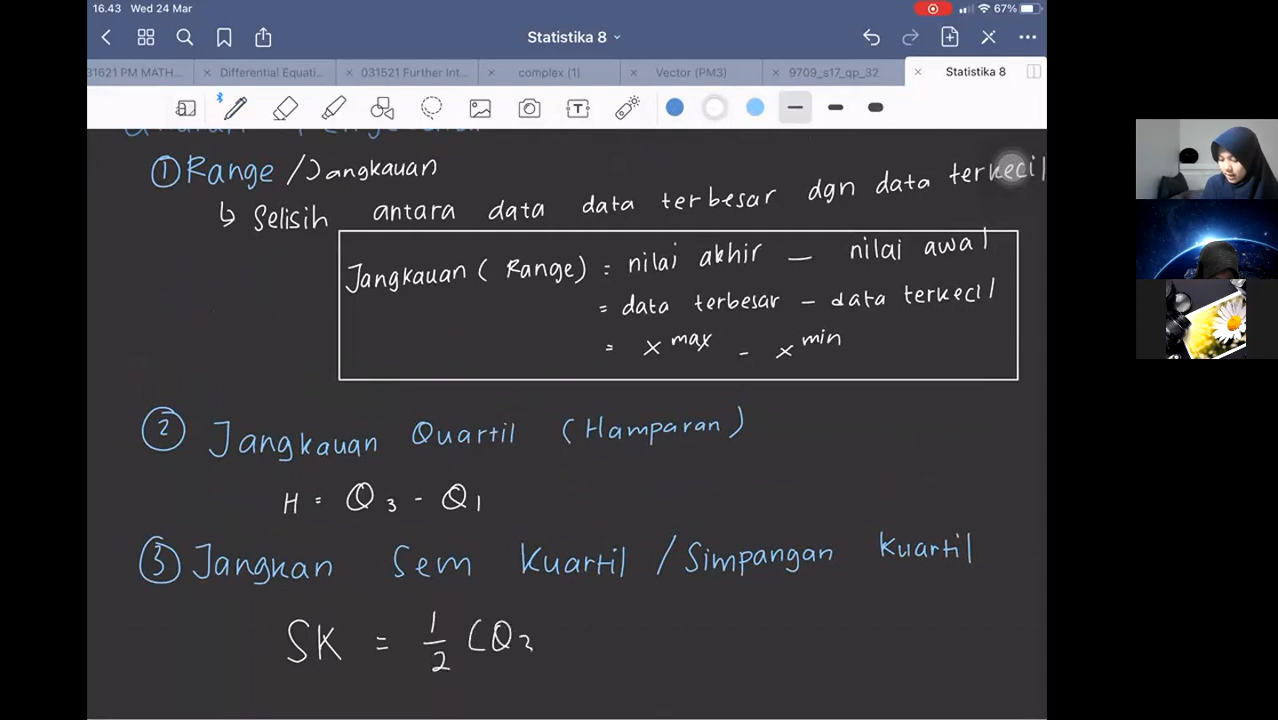 16.43 Wed 24 Mar
67%
Statistika 8
31621 PM MATH...
Differential Equati...
031521 Further Int...
complex (1)
Vector (PM3)
9709_s17_qp_32
Statistika 8
① Range / Jangkauan
↳ Selisih antara data data terbesar dgn data terkecil
Jangkauan ( Range) = nilai akhir — nilai awal
= data terbesar - data terkecil
= x max - x min
② Jangkauan Quartil (Hamparan)
H = Q3 - Q1
③ Jangkan Sem Kuartil / Simpangan Kuartil
SK = 1/2 (Q3